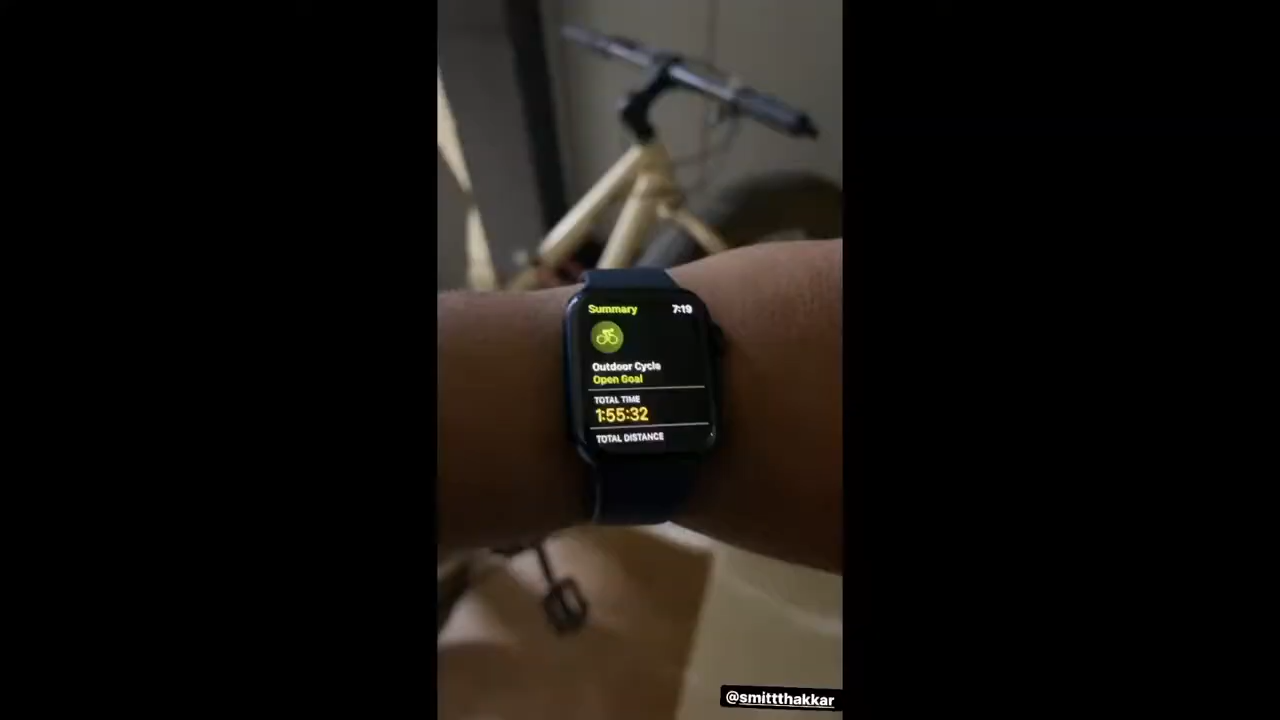 Summary 7:19
Outdoor Cycle
Open Goal
TOTAL TIME
1:55:32
TOTAL DISTANCE
@smittthakkar